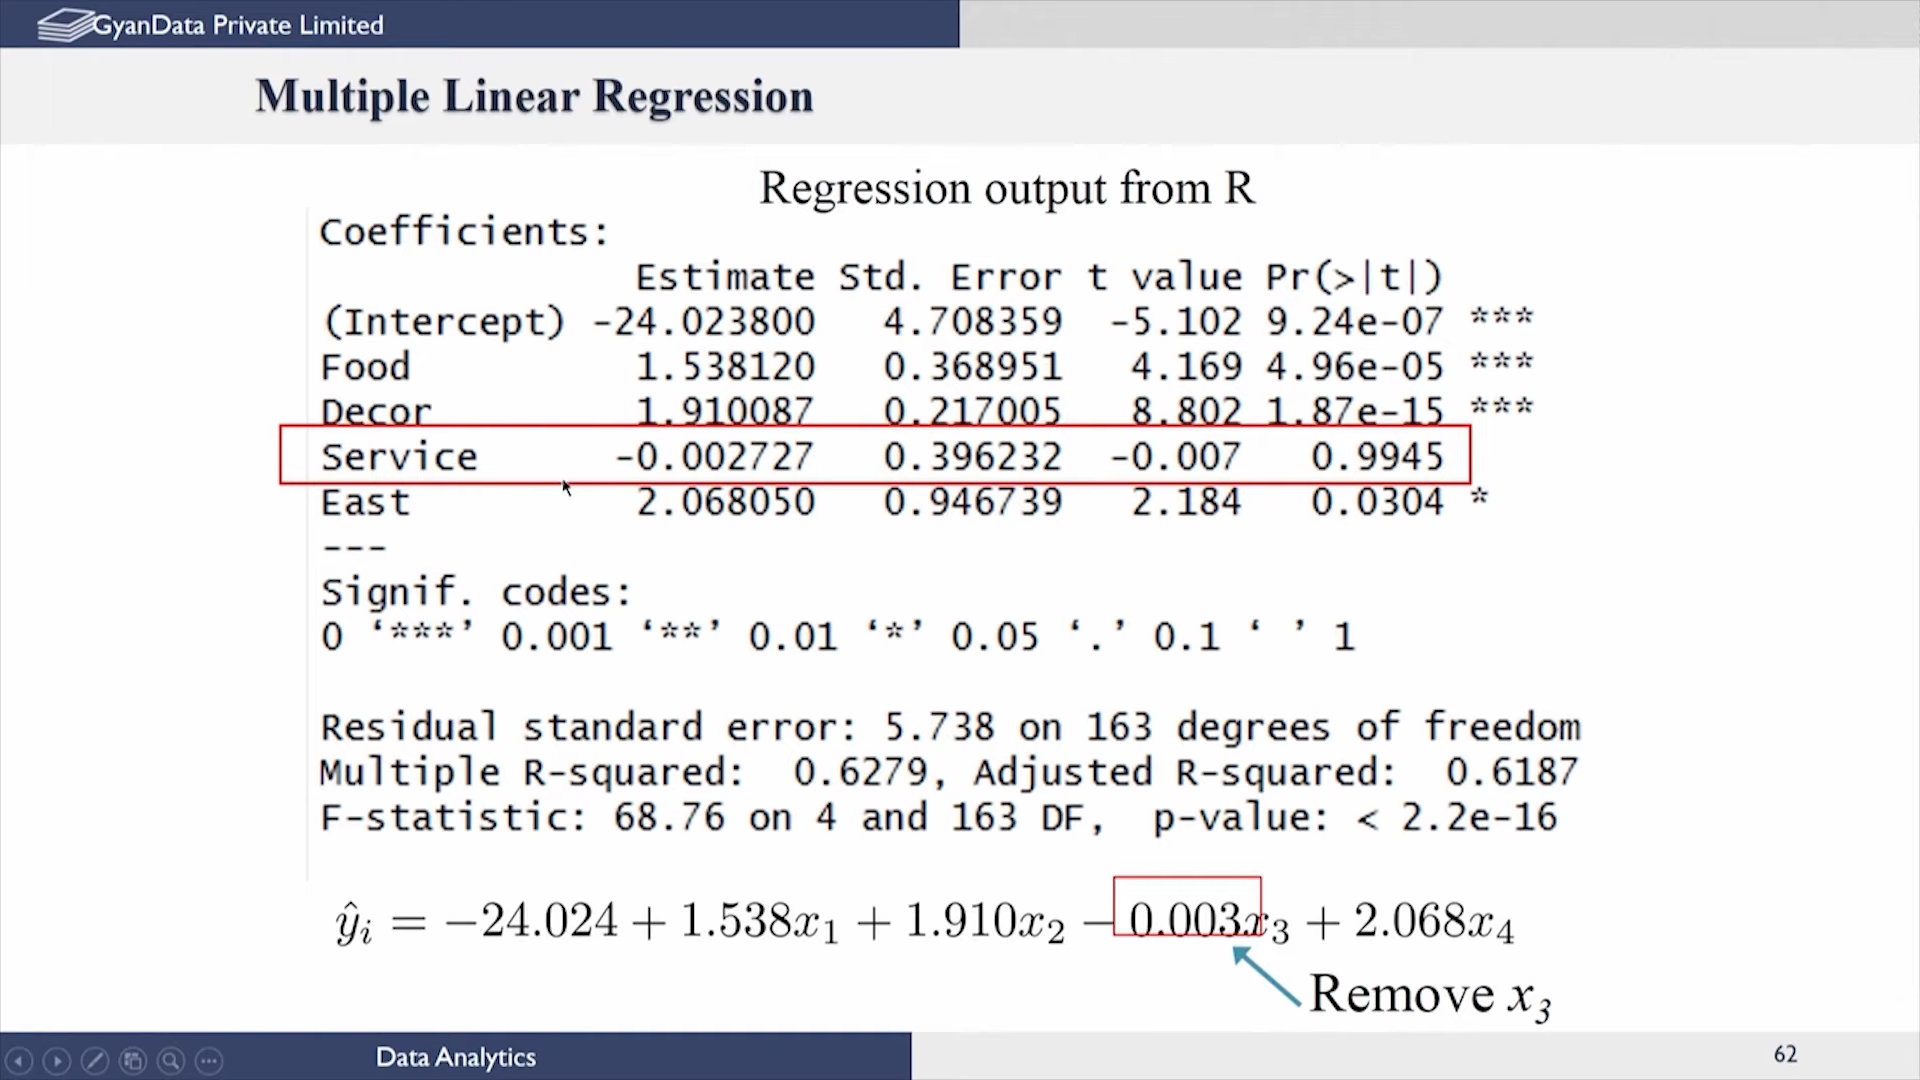 GyanData Private Limited
Multiple Linear Regression
Regression output from R
Coefficients:
Estimate Std. Error t value Pr(>|t|)
(Intercept) -24.023800 4.708359 -5.102 9.24e-07 ***
Food 1.538120 0.368951 4.169 4.96e-05 ***
Decor 1.910087 0.217005 8.802 1.87e-15 ***
Service -0.002727 0.396232 -0.007 0.9945
East 2.068050 0.946739 2.184 0.0304 *
---
Signif. codes:
0 ‘***’ 0.001 ‘**’ 0.01 ‘*’ 0.05 ‘.’ 0.1 ‘ ’ 1
Residual standard error: 5.738 on 163 degrees of freedom
Multiple R-squared: 0.6279, Adjusted R-squared: 0.6187
F-statistic: 68.76 on 4 and 163 DF, p-value: < 2.2e-16
ŷᵢ = −24.024 + 1.538x₁ + 1.910x₂ − 0.003x₃ + 2.068x₄
Remove x₃
Data Analytics
62